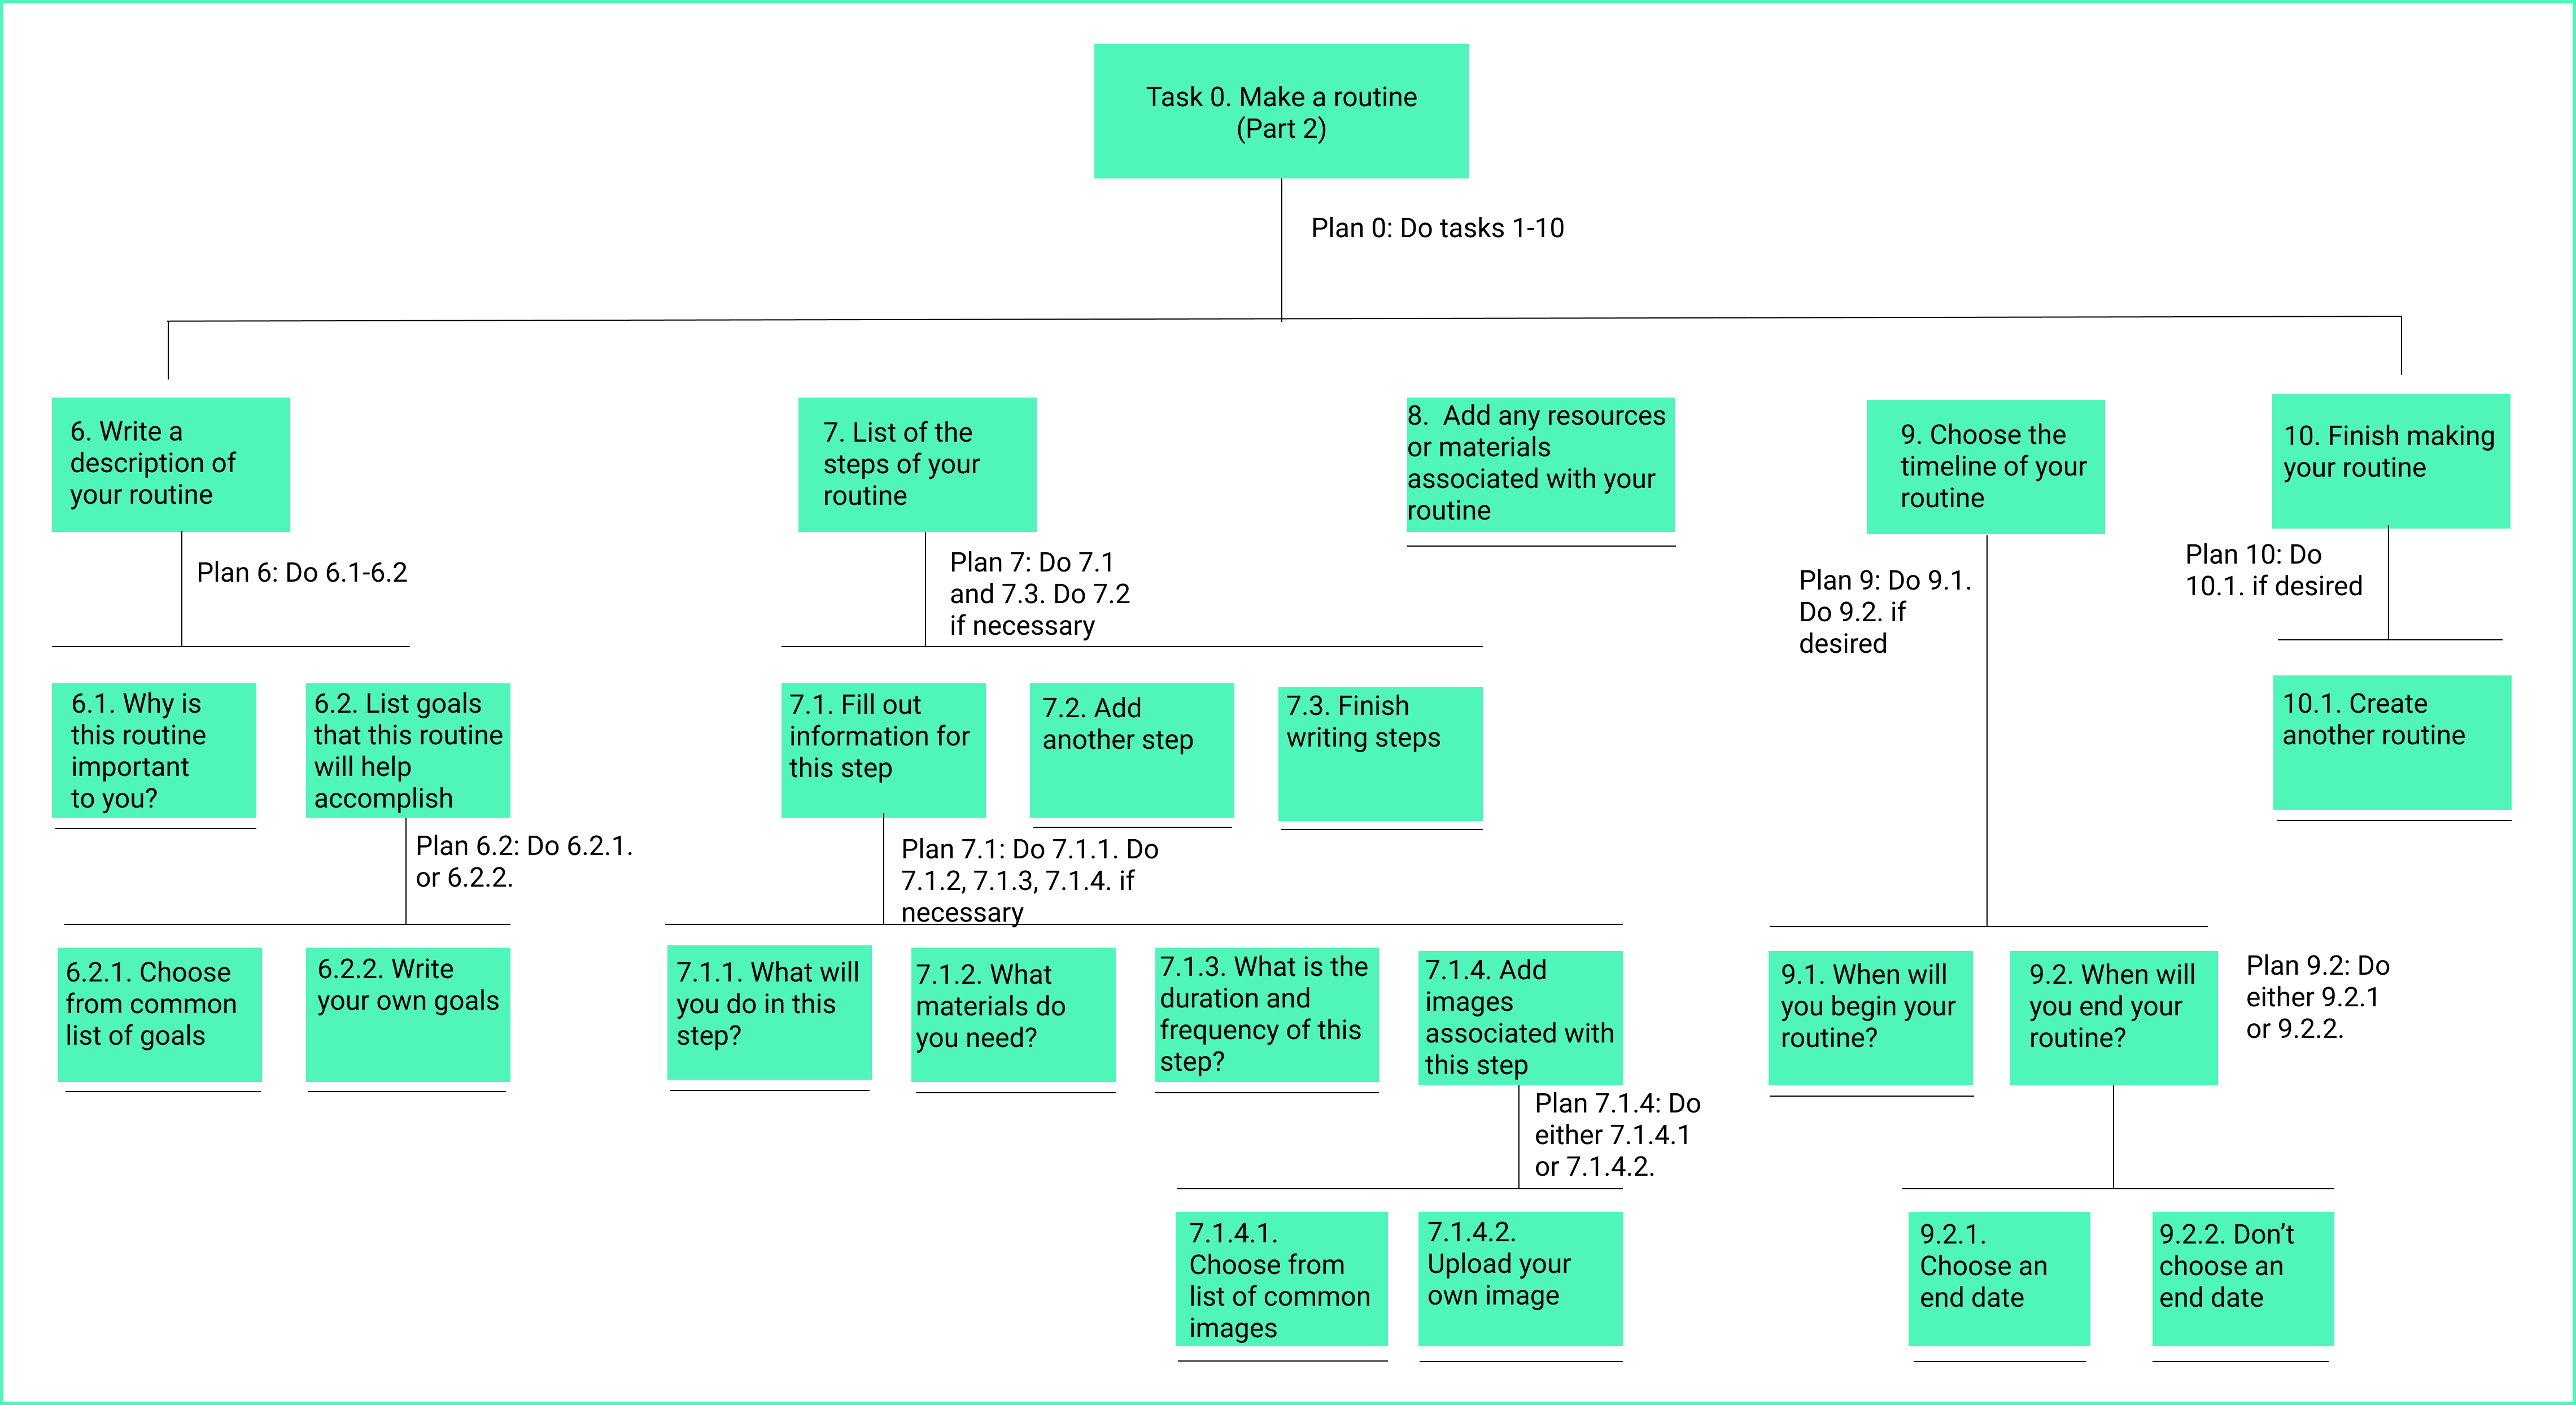 Task 0. Make a routine
(Part 2)
Plan 0: Do tasks 1-10
6. Write a
description of
your routine
Plan 6: Do 6.1-6.2
6.1. Why is
this routine
important
to you?
6.2. List goals
that this routine
will help
accomplish
Plan 6.2: Do 6.2.1.
or 6.2.2.
6.2.1. Choose
from common
list of goals
6.2.2. Write
your own goals
7. List of the
steps of your
routine
Plan 7: Do 7.1
and 7.3. Do 7.2
if necessary
7.1. Fill out
information for
this step
7.2. Add
another step
7.3. Finish
writing steps
Plan 7.1: Do 7.1.1. Do
7.1.2, 7.1.3, 7.1.4. if
necessary
7.1.1. What will
you do in this
step?
7.1.2. What
materials do
you need?
7.1.3. What is the
duration and
frequency of this
step?
7.1.4. Add
images
associated with
this step
Plan 7.1.4: Do
either 7.1.4.1
or 7.1.4.2.
7.1.4.1.
Choose from
list of common
images
7.1.4.2.
Upload your
own image
8.  Add any resources
or materials
associated with your
routine
9. Choose the
timeline of your
routine
Plan 9: Do 9.1.
Do 9.2. if
desired
9.1. When will
you begin your
routine?
9.2. When will
you end your
routine?
Plan 9.2: Do
either 9.2.1
or 9.2.2.
9.2.1.
Choose an
end date
9.2.2. Don’t
choose an
end date
10. Finish making
your routine
Plan 10: Do
10.1. if desired
10.1. Create
another routine